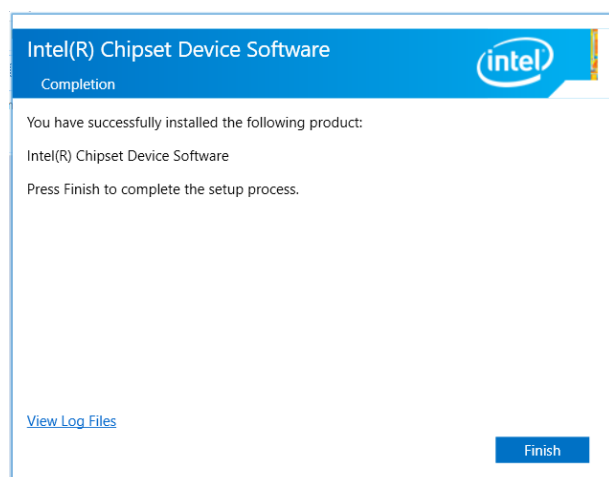 Intel(R) Chipset Device Software
intel
Completion
You have successfully installed the following product:
Intel(R) Chipset Device Software
Press Finish to complete the setup process.
View Log Files
Finish